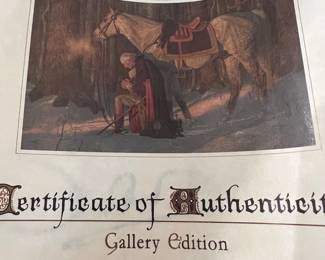 Certificate of Authenticit
Gallery Edition